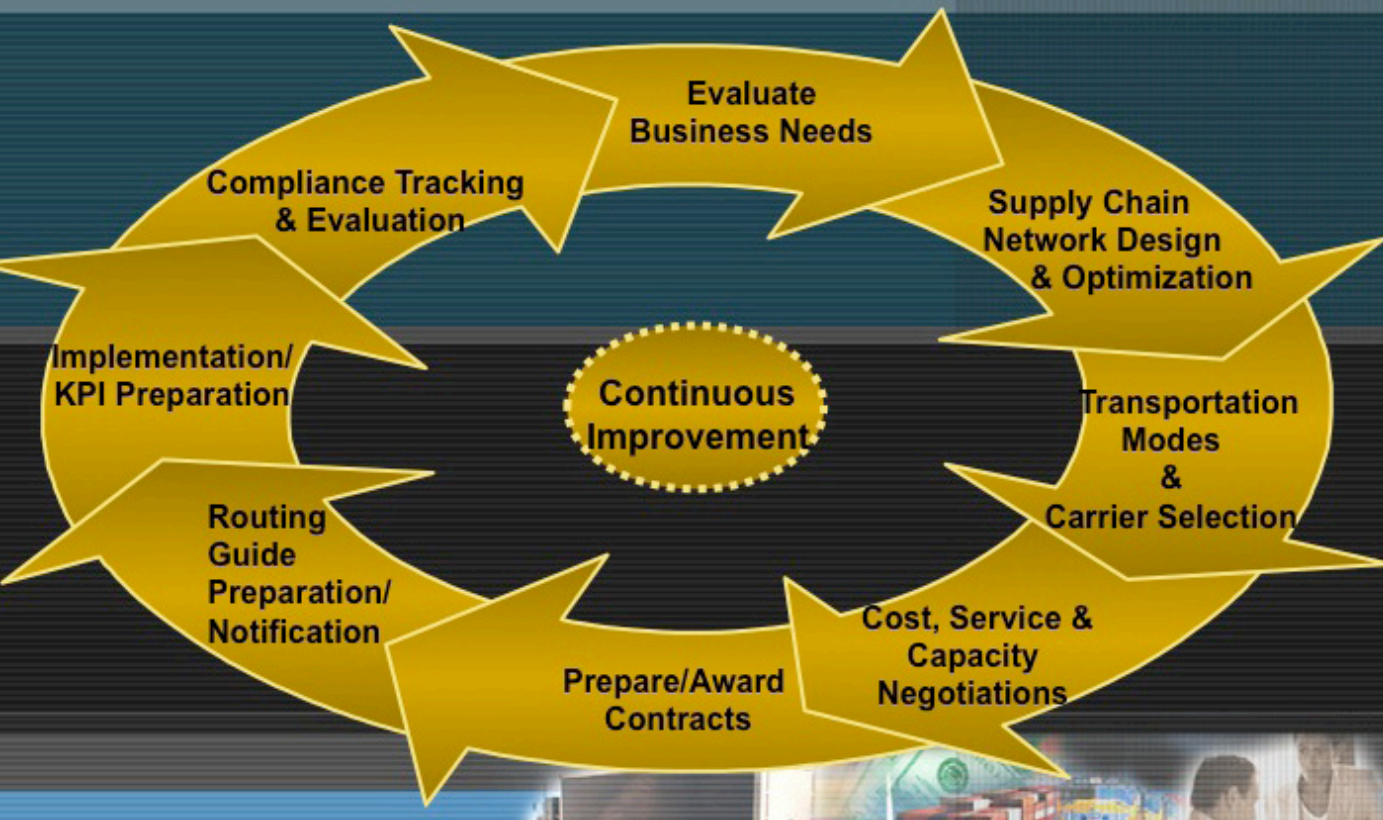 Evaluate
Business Needs
Supply Chain
Network Design
& Optimization
Transportation
Modes
&
Carrier Selection
Cost, Service &
Capacity
Negotiations
Prepare/Award
Contracts
Routing
Guide
Preparation/
Notification
Implementation/
KPI Preparation
Compliance Tracking
& Evaluation
Continuous
Improvement